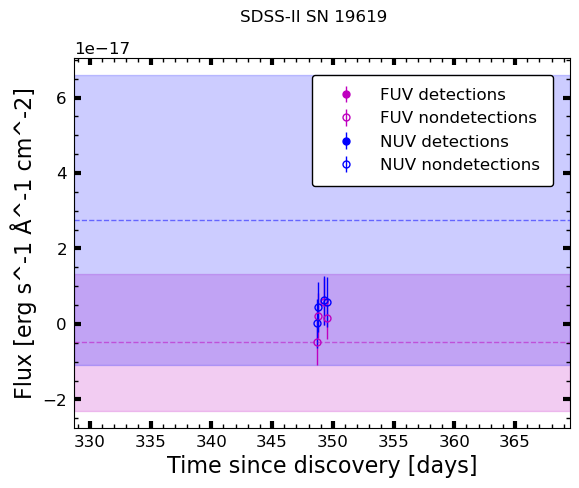 SDSS-II SN 19619
1e−17
FUV detections
FUV nondetections
NUV detections
NUV nondetections
6
4
2
0
−2
Flux [erg s^-1 Å^-1 cm^-2]
330 335 340 345 350 355 360 365
Time since discovery [days]